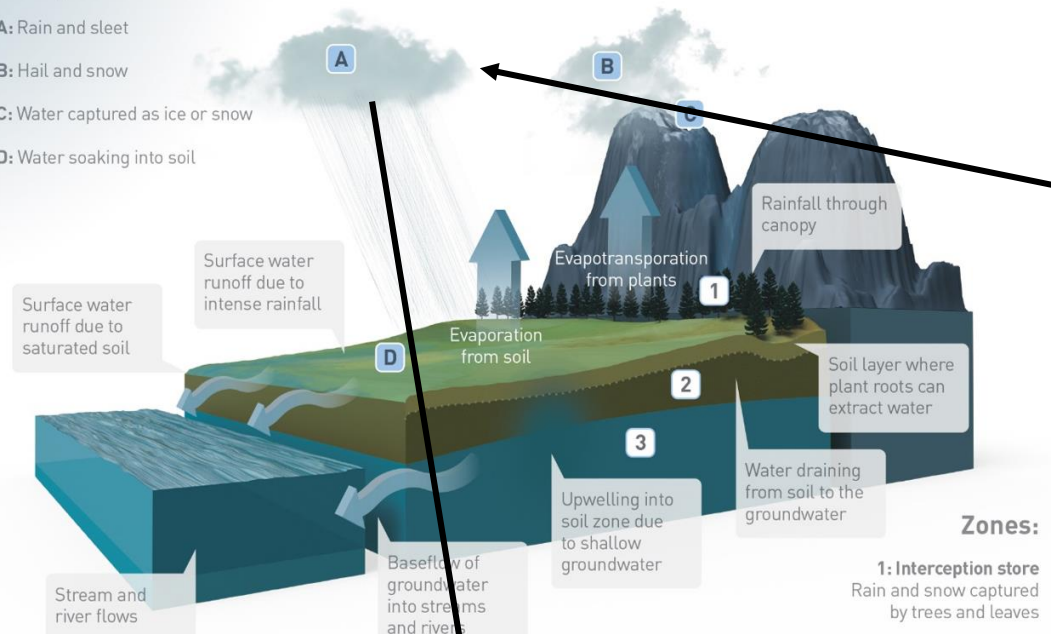 A: Rain and sleet
B: Hail and snow
C: Water captured as ice or snow
D: Water soaking into soil
A
B
C
Rainfall through
canopy
Evapotransporation
from plants
1
Surface water
runoff due to
intense rainfall
Surface water
runoff due to
saturated soil
Evaporation
from soil
D
Soil layer where
plant roots can
extract water
2
3
Water draining
from soil to the
groundwater
Upwelling into
soil zone due
to shallow
groundwater
Baseflow of
groundwater
into streams
and rivers
Stream and
river flows
Zones:
1: Interception store
Rain and snow captured
by trees and leaves